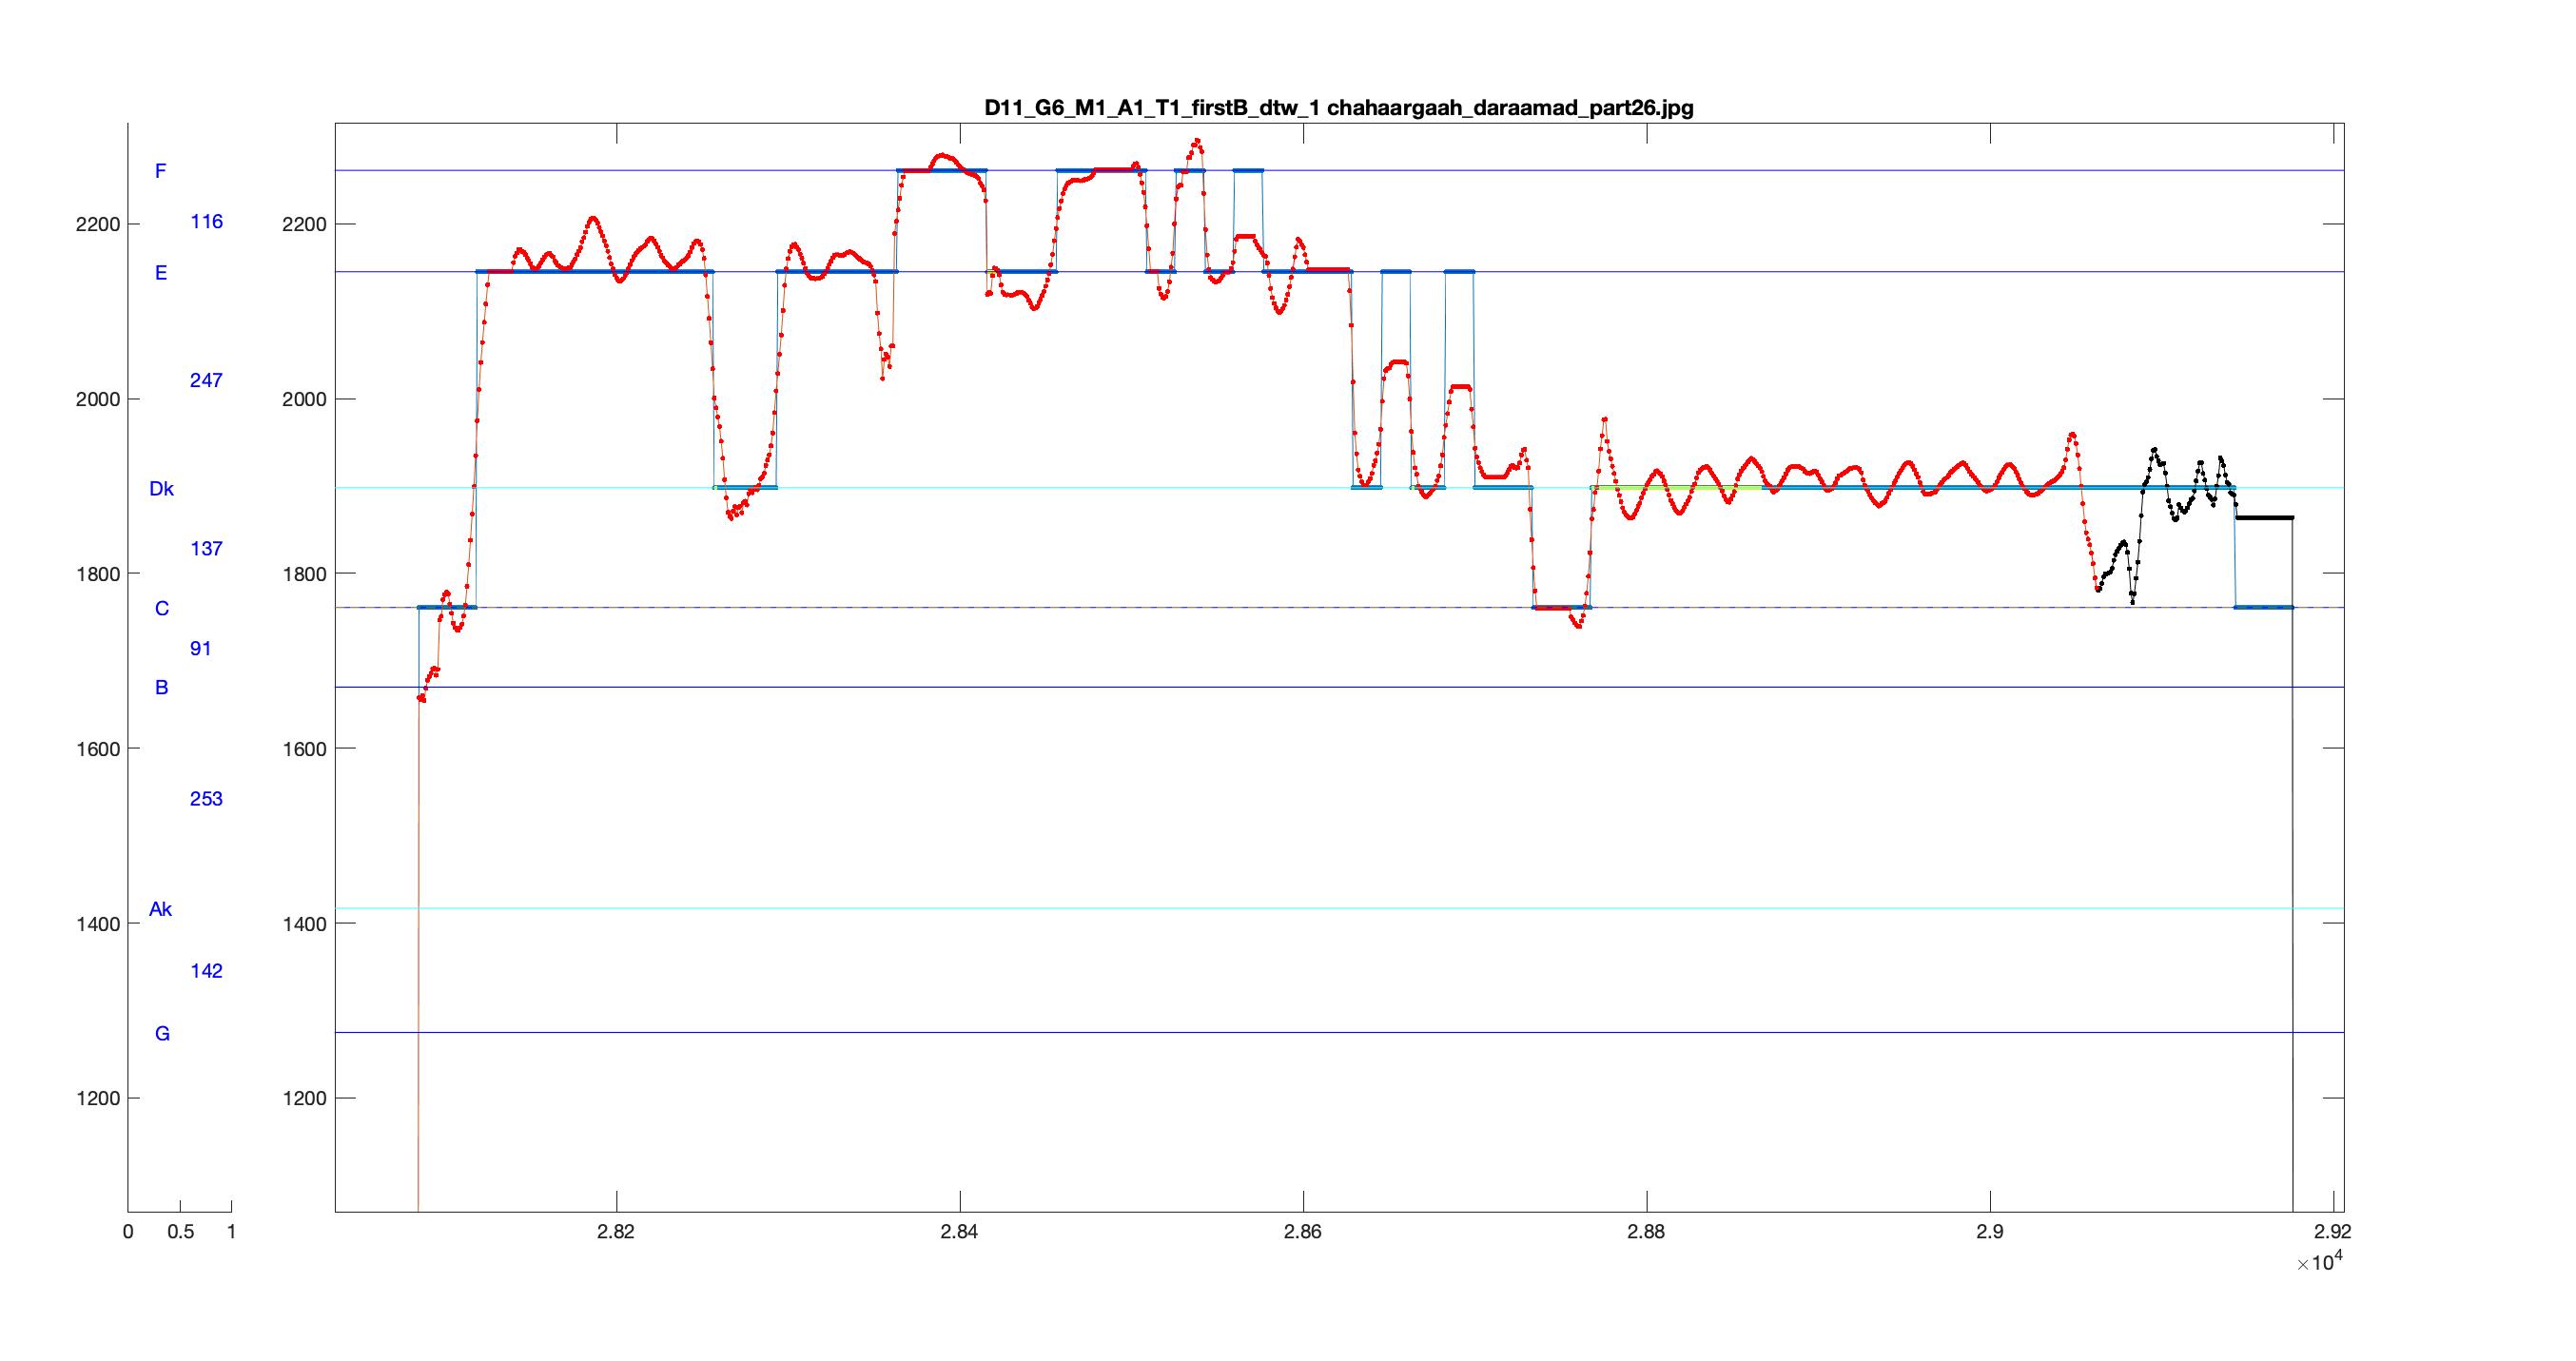 D11_G6_M1_A1_T1_firstB_dtw_1 chahaargaah_daraamad_part26.jpg
F
116
2200 2200
E
247
2000 2000
Dk
137
1800 1800
C
91
B
1600 1600
253
Ak
1400 1400
142
G
1200 1200
0 0.5 1 2.82 2.84 2.86 2.88 2.9 2.92
×10⁴